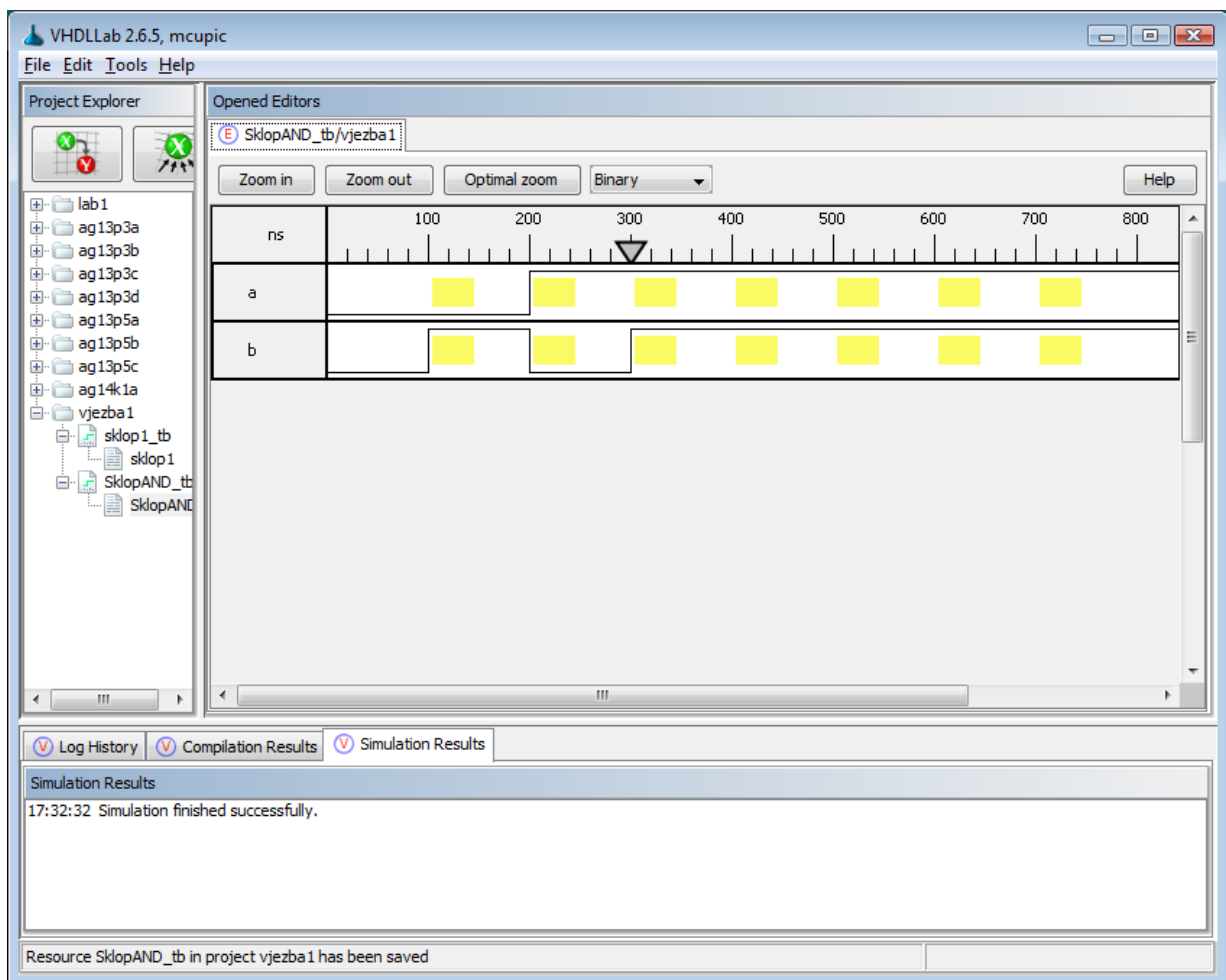 VHDLLab 2.6.5, mcupic
File Edit Tools Help
Project Explorer
Opened Editors
E SklopAND_tb/vjezba1
X Y X
Zoom in Zoom out Optimal zoom Binary Help
lab1
ag13p3a
ag13p3b
ag13p3c
ag13p3d
ag13p5a
ag13p5b
ag13p5c
ag14k1a
vjezba1
sklop1_tb
sklop1
SklopAND_tb
SklopAND
ns
100 200 300 400 500 600 700 800
a
b
V Log History V Compilation Results V Simulation Results
Simulation Results
17:32:32 Simulation finished successfully.
Resource SklopAND_tb in project vjezba1 has been saved